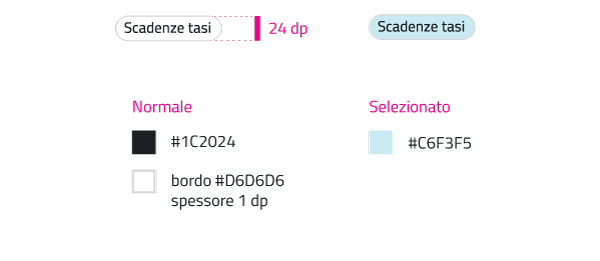 Scadenze tasi
24 dp
Scadenze tasi
Normale
#1C2024
bordo #D6D6D6
spessore 1 dp
Selezionato
#C6F3F5